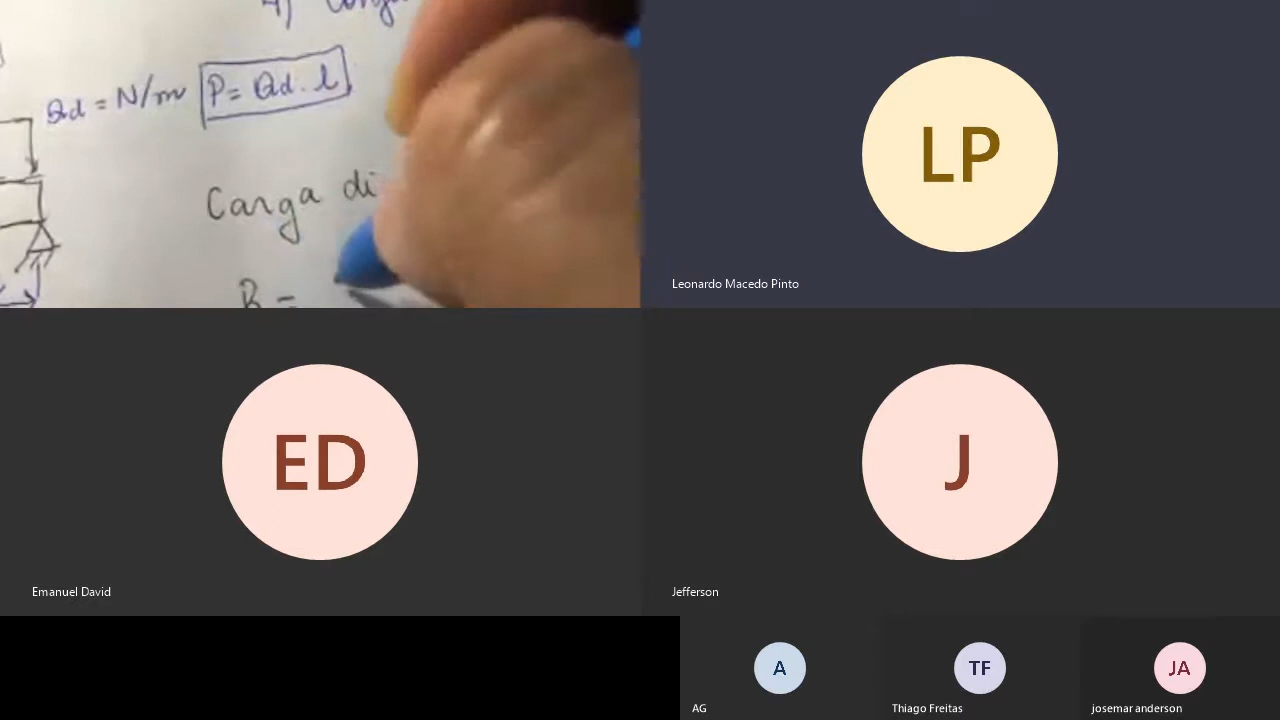 4)
Qd = N/m P = Qd . l
Carga di
R =
LP
Leonardo Macedo Pinto
ED
Emanuel David
J
Jefferson
A
AG
TF
Thiago Freitas
JA
josemar anderson